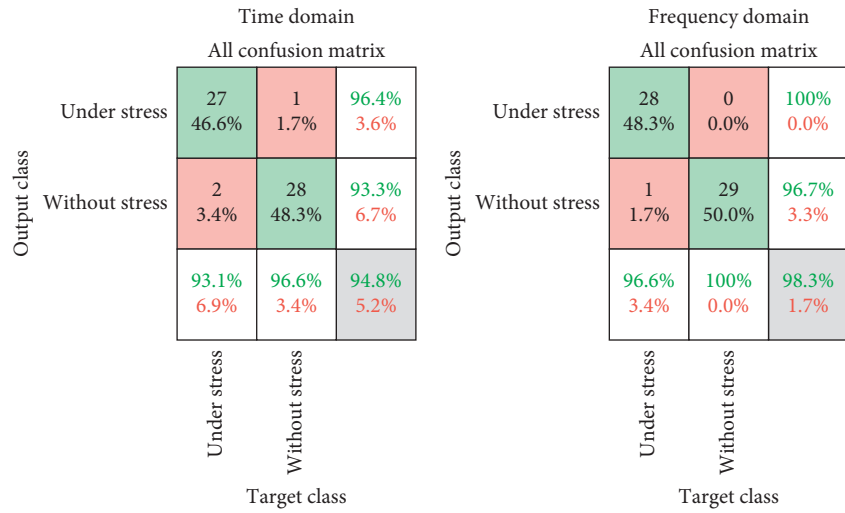 Time domain
All confusion matrix
Output class
Under stress
27
46.6%
1
1.7%
96.4%
3.6%
Without stress
2
3.4%
28
48.3%
93.3%
6.7%
93.1%
6.9%
96.6%
3.4%
94.8%
5.2%
Under stress
Without stress
Target class
Frequency domain
All confusion matrix
Output class
Under stress
28
48.3%
0
0.0%
100%
0.0%
Without stress
1
1.7%
29
50.0%
96.7%
3.3%
96.6%
3.4%
100%
0.0%
98.3%
1.7%
Under stress
Without stress
Target class